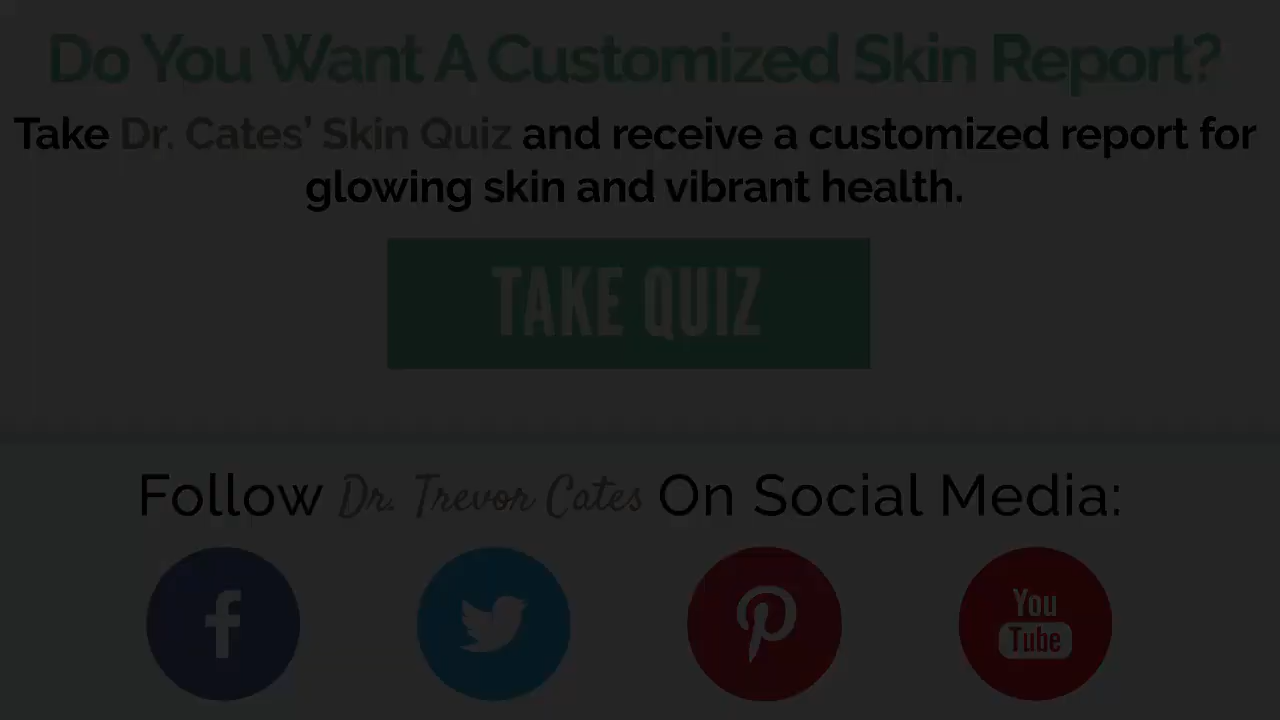 Do You Want A Customized Skin Report?
Take Dr. Cates’ Skin Quiz and receive a customized report for
glowing skin and vibrant health.
TAKE QUIZ
Follow Dr. Trevor Cates On Social Media:
f
You
Tube